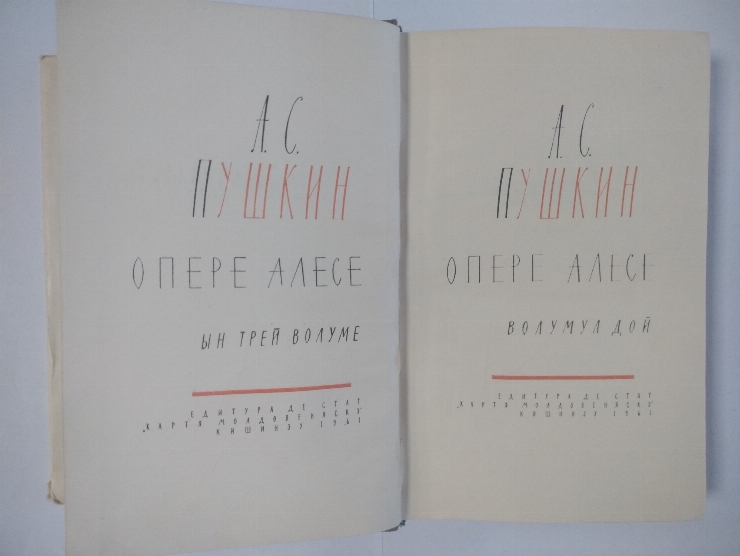 А. С.
ПУШКИН
ОПЕРЕ АЛЕСЕ
ЫН ТРЕЙ ВОЛУМЕ
ЕДИТУРА ДЕ СТАТ
„КАРТЯ МОЛДОВЕНЯСКЭ"
КИШИНЭУ 1961
А. С.
ПУШКИН
ОПЕРЕ АЛЕСЕ
ВОЛУМУЛ ДОЙ
ЕДИТУРА ДЕ СТАТ
„КАРТЯ МОЛДОВЕНЯСКЭ"
КИШИНЭУ 1961